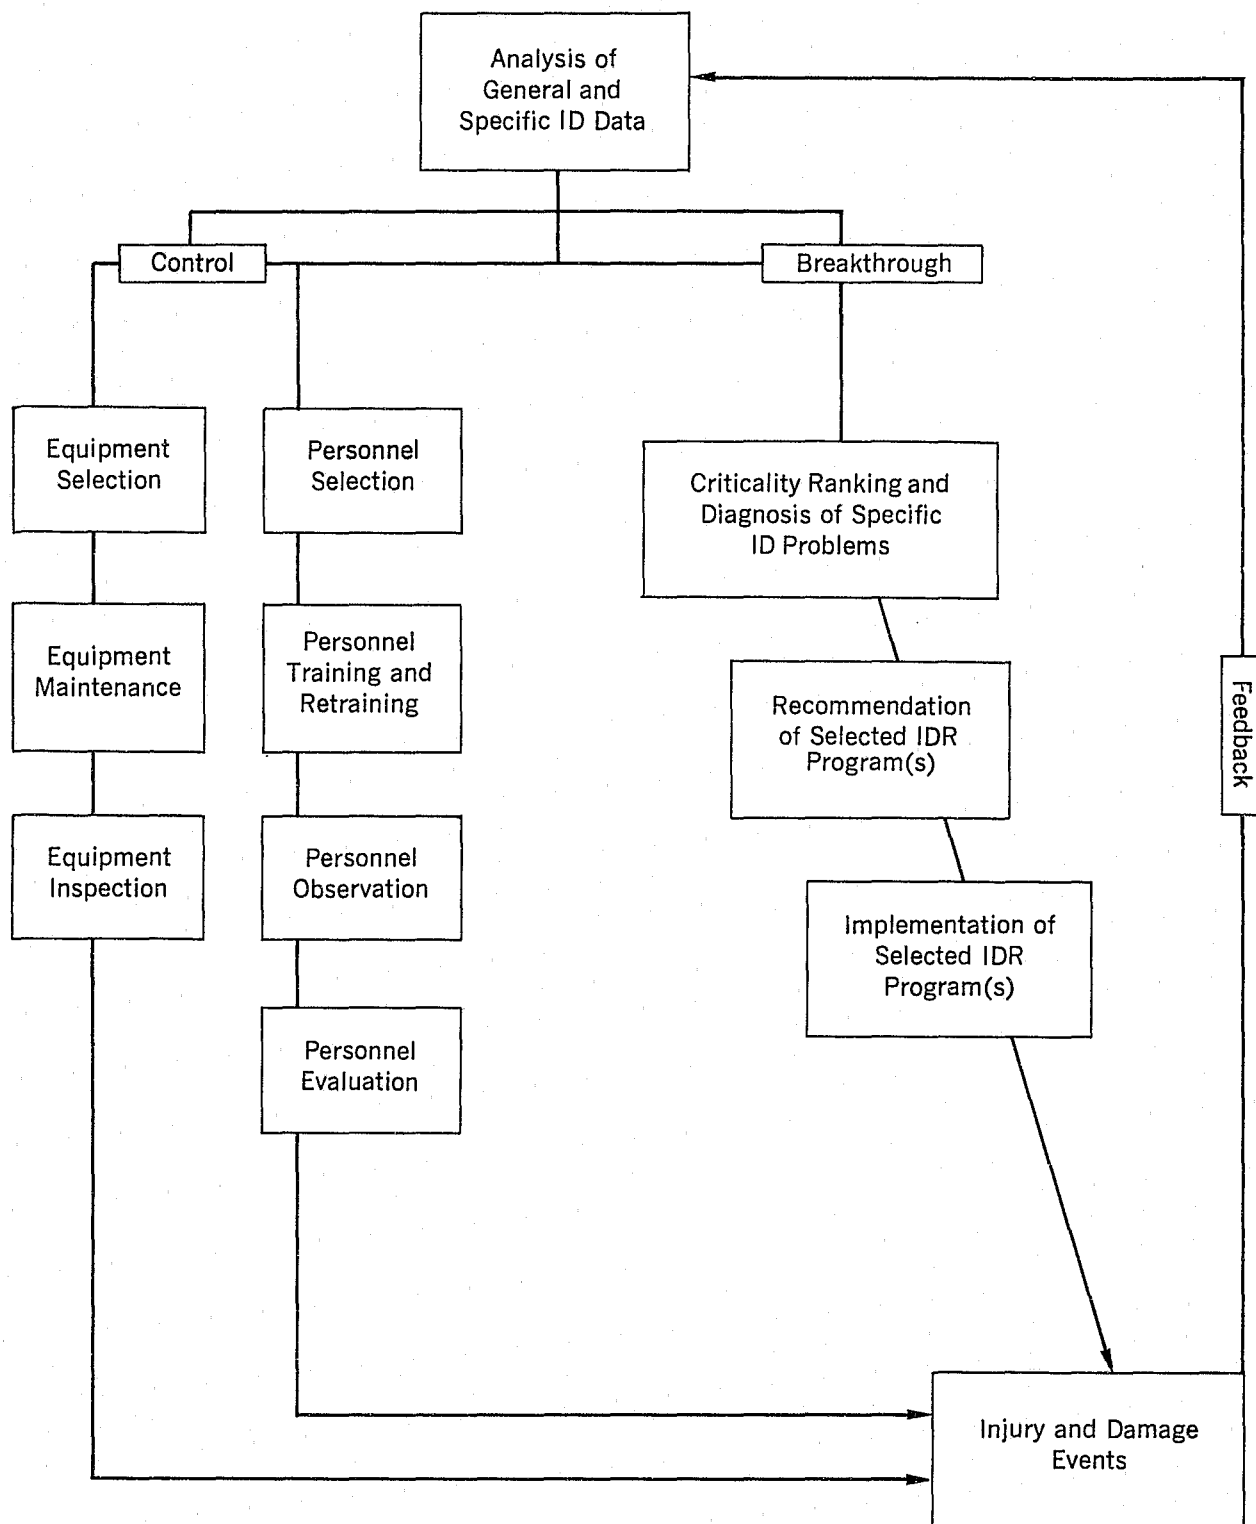 Analysis of
General and
Specific ID Data
Control
Breakthrough
Equipment
Selection
Personnel
Selection
Criticality Ranking and
Diagnosis of Specific
ID Problems
Equipment
Maintenance
Personnel
Training and
Retraining
Recommendation
of Selected IDR
Program(s)
Feedback
Equipment
Inspection
Personnel
Observation
Implementation of
Selected IDR
Program(s)
Personnel
Evaluation
Injury and Damage
Events